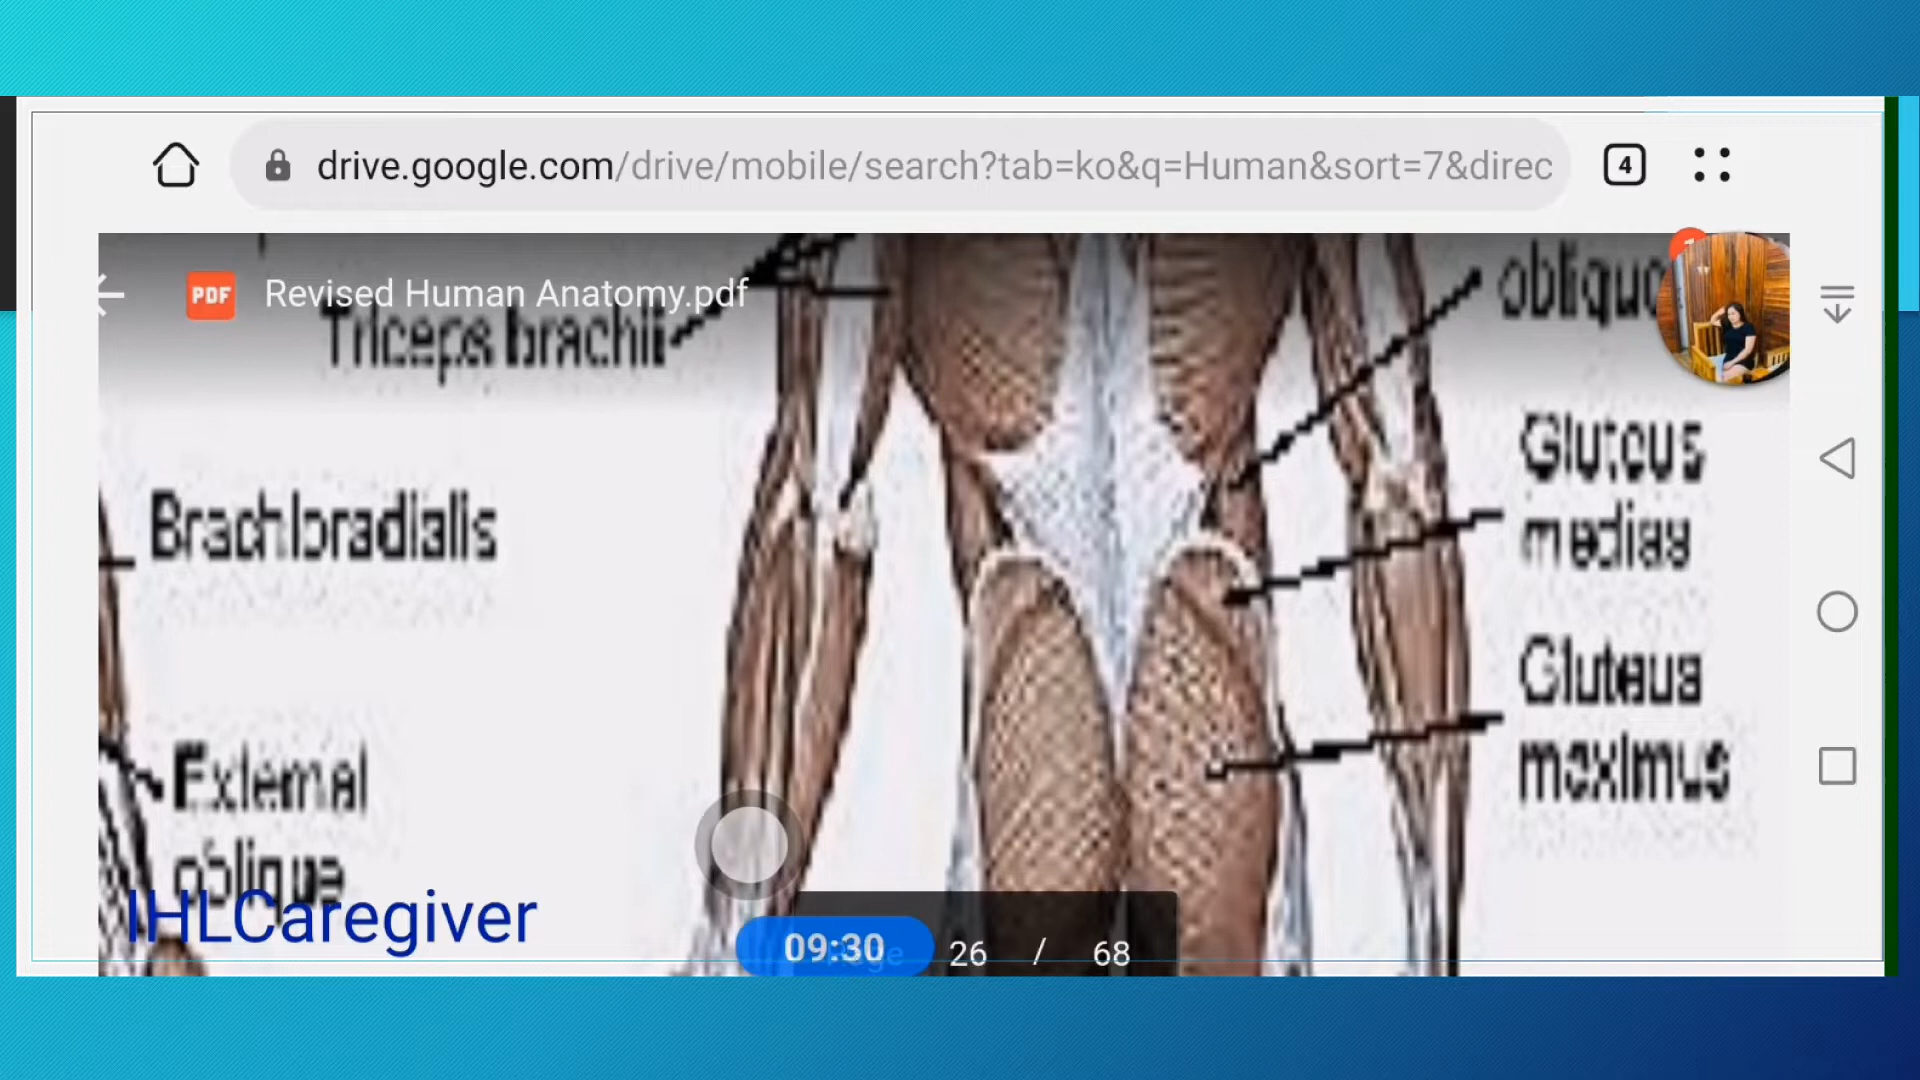 4
drive.google.com/drive/mobile/search?tab=ko&q=Human&sort=7&direc
PDF Revised Human Anatomy.pdf
Triceps brachii
Brachioradialis
Gluteus
medius
Gluteus
maximus
External
oblique
IHLCaregiver
09:30 26 / 68